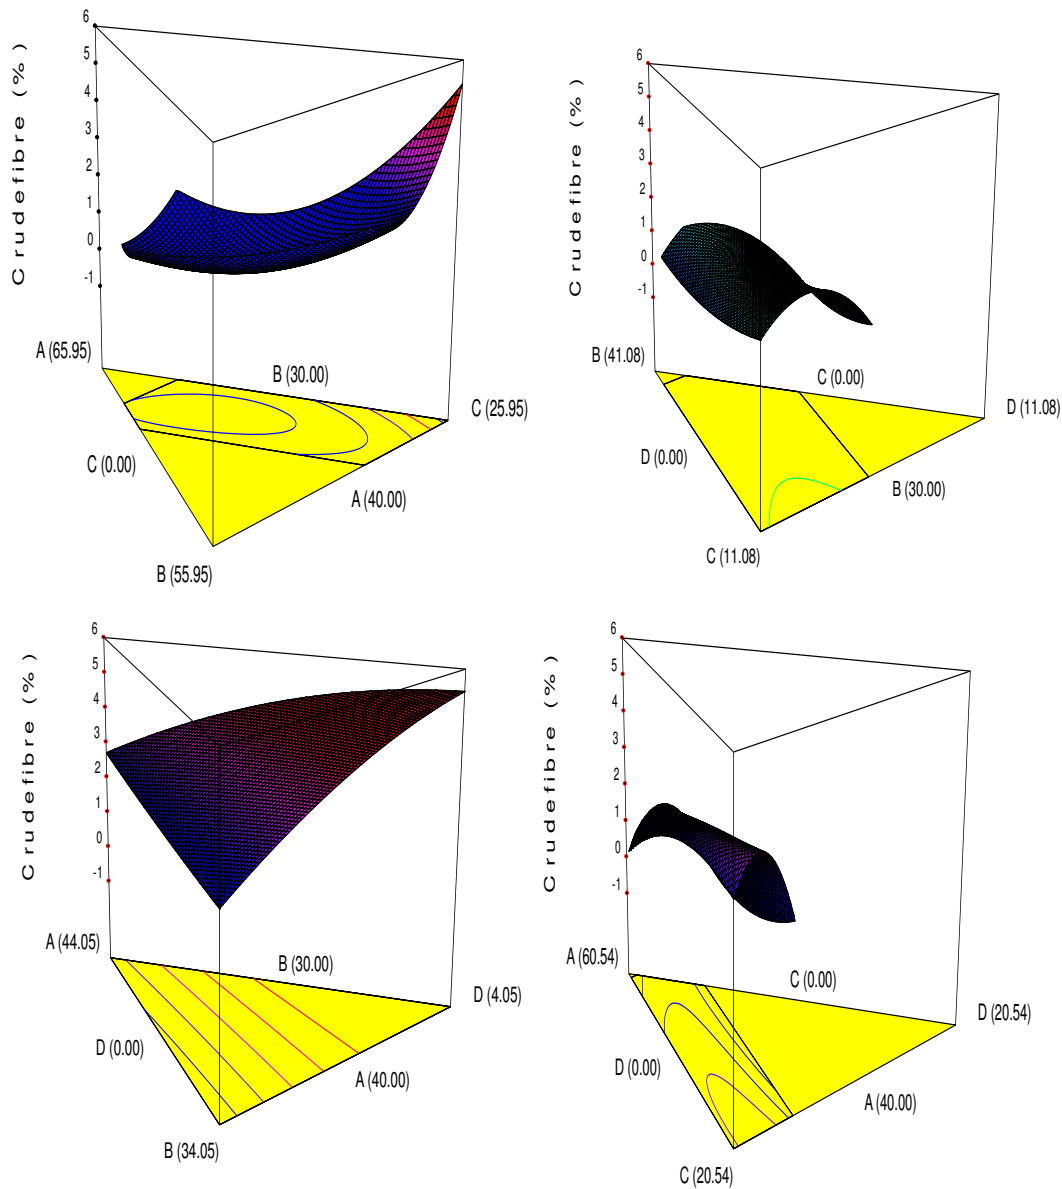 Crudefibre (%)
6
5
4
3
2
1
0
-1
A (65.95)
B (30.00)
C (25.95)
C (0.00)
A (40.00)
B (55.95)
Crudefibre (%)
6
5
4
3
2
1
0
-1
B (41.08)
C (0.00)
D (11.08)
D (0.00)
B (30.00)
C (11.08)
Crudefibre (%)
6
5
4
3
2
1
0
-1
A (44.05)
B (30.00)
D (4.05)
D (0.00)
A (40.00)
B (34.05)
Crudefibre (%)
6
5
4
3
2
1
0
-1
A (60.54)
C (0.00)
D (20.54)
D (0.00)
A (40.00)
C (20.54)